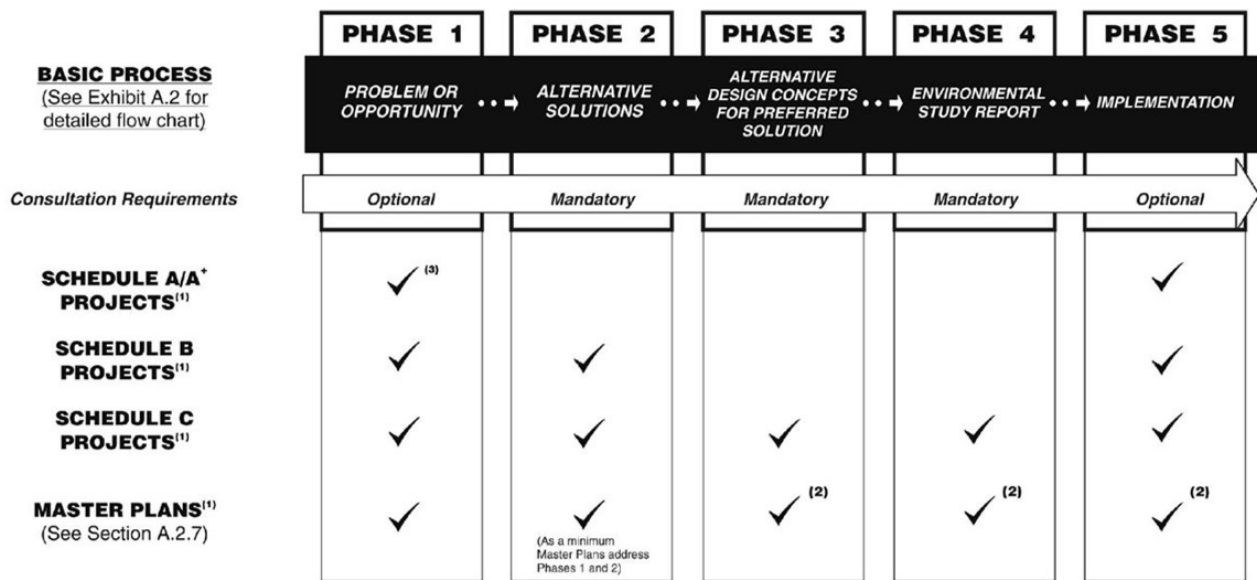 PHASE 1 PHASE 2 PHASE 3 PHASE 4 PHASE 5
BASIC PROCESS
(See Exhibit A.2 for
detailed flow chart)
PROBLEM OR
OPPORTUNITY
ALTERNATIVE
SOLUTIONS
ALTERNATIVE
DESIGN CONCEPTS
FOR PREFERRED
SOLUTION
ENVIRONMENTAL
STUDY REPORT
IMPLEMENTATION
Consultation Requirements Optional Mandatory Mandatory Mandatory Optional
SCHEDULE A/A⁺
PROJECTS⁽¹⁾
✓ (3) ✓
SCHEDULE B
PROJECTS⁽¹⁾
✓ ✓ ✓
SCHEDULE C
PROJECTS⁽¹⁾
✓ ✓ ✓ ✓ ✓
MASTER PLANS⁽¹⁾
(See Section A.2.7)
✓ ✓ ✓ (2) ✓ (2) ✓ (2)
(As a minimum
Master Plans address
Phases 1 and 2)